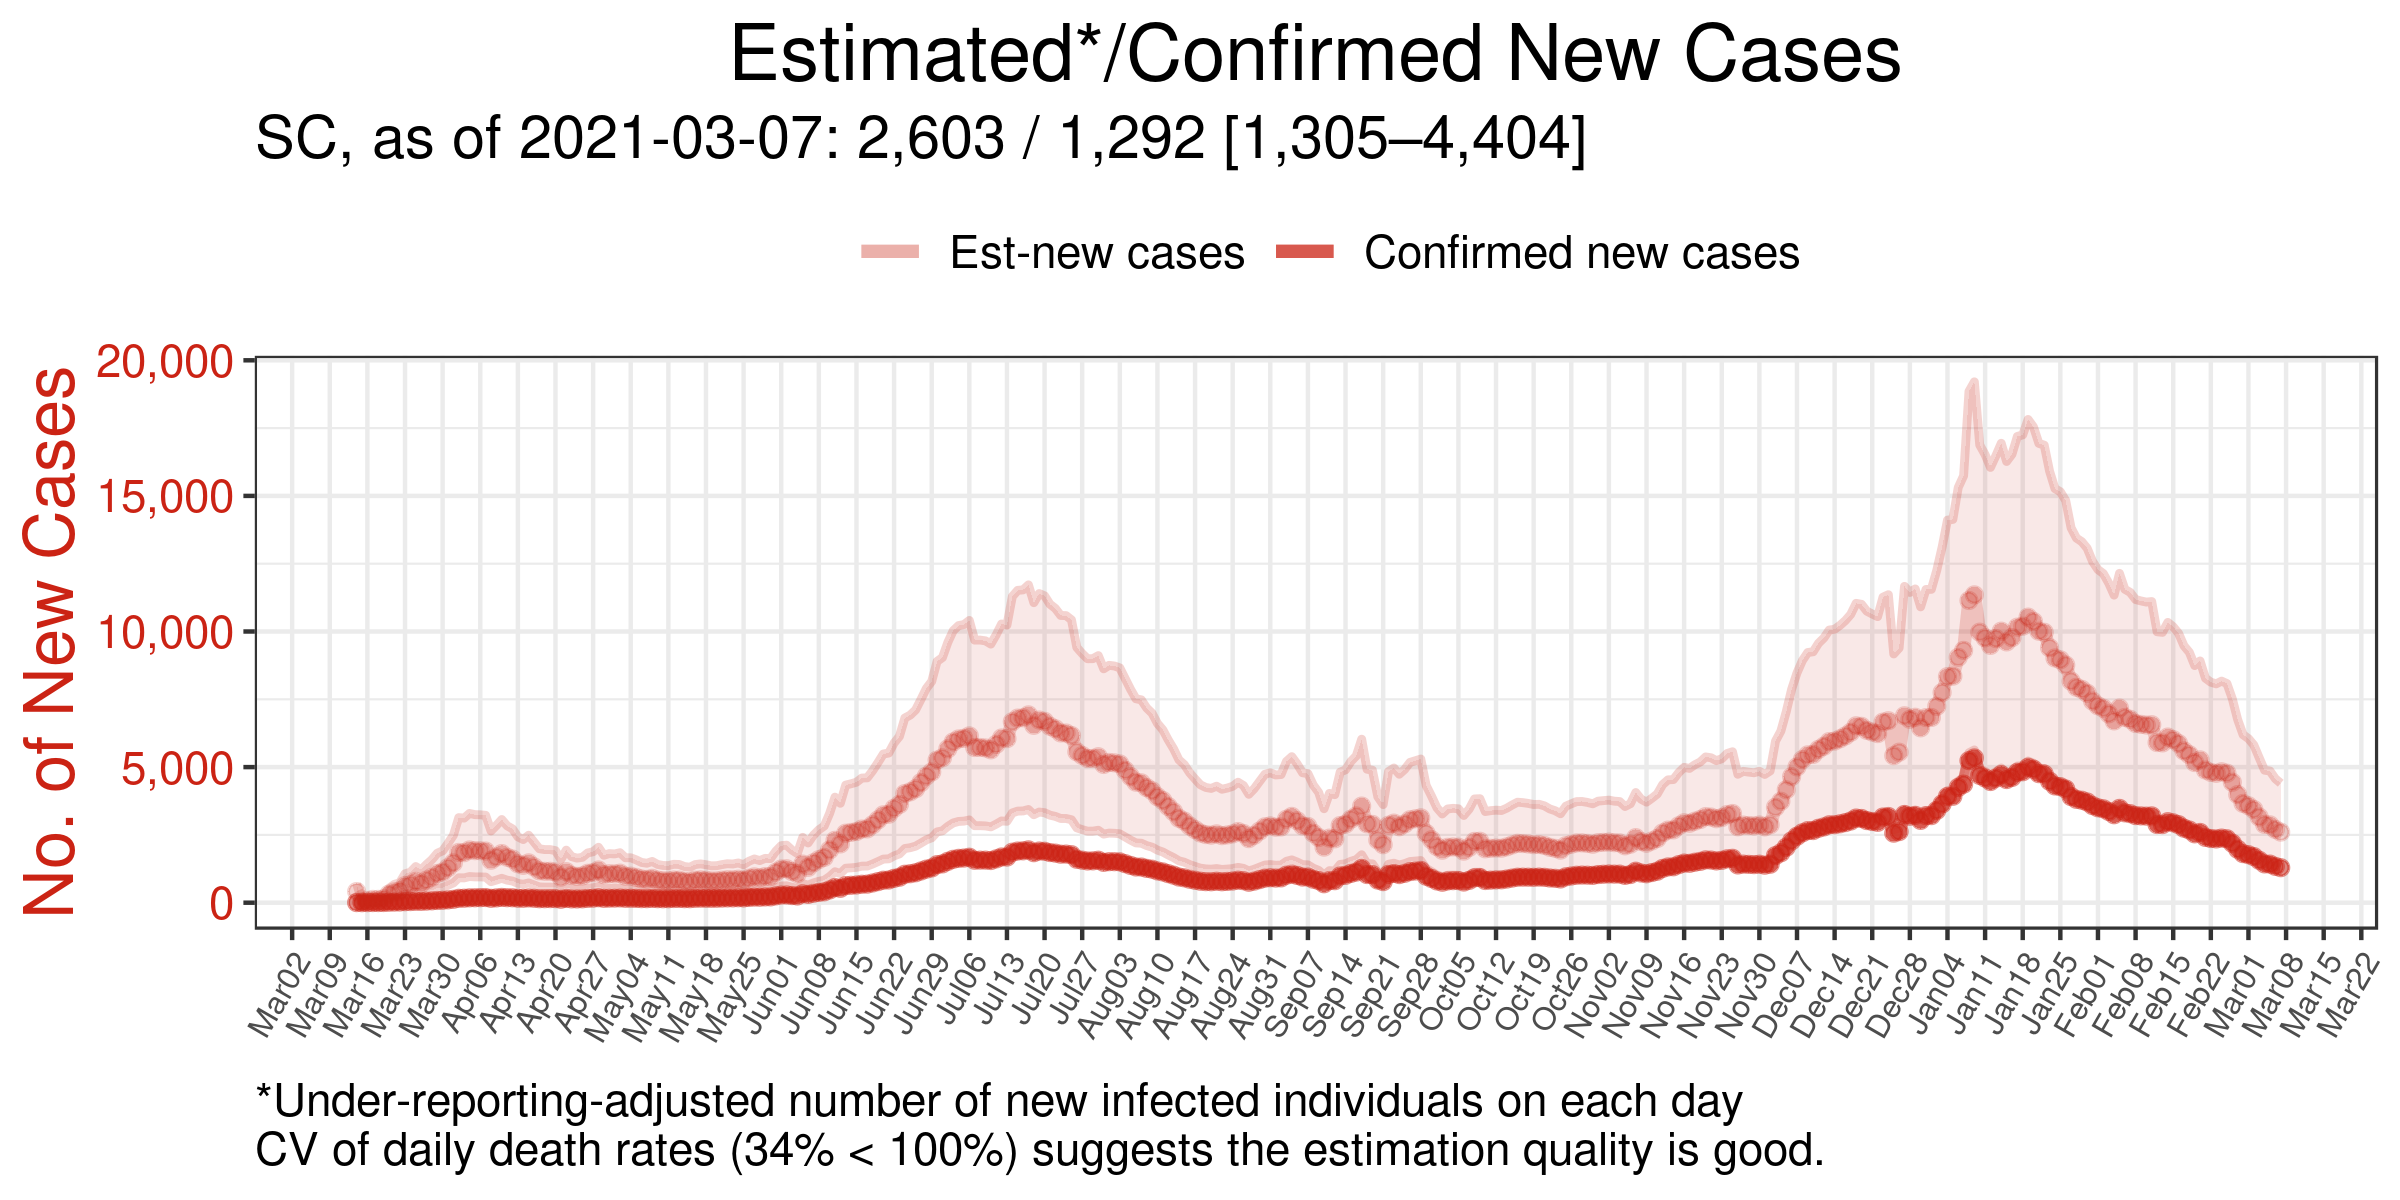 Estimated*/Confirmed New Cases
SC, as of 2021-03-07: 2,603 / 1,292 [1,305–4,404]
Est-new cases
Confirmed new cases
No. of New Cases
20,000
15,000
10,000
5,000
0
Mar02
Mar09
Mar16
Mar23
Mar30
Apr06
Apr13
Apr20
Apr27
May04
May11
May18
May25
Jun01
Jun08
Jun15
Jun22
Jun29
Jul06
Jul13
Jul20
Jul27
Aug03
Aug10
Aug17
Aug24
Aug31
Sep07
Sep14
Sep21
Sep28
Oct05
Oct12
Oct19
Oct26
Nov02
Nov09
Nov16
Nov23
Nov30
Dec07
Dec14
Dec21
Dec28
Jan04
Jan11
Jan18
Jan25
Feb01
Feb08
Feb15
Feb22
Mar01
Mar08
Mar15
Mar22
*Under-reporting-adjusted number of new infected individuals on each day
CV of daily death rates (34% < 100%) suggests the estimation quality is good.